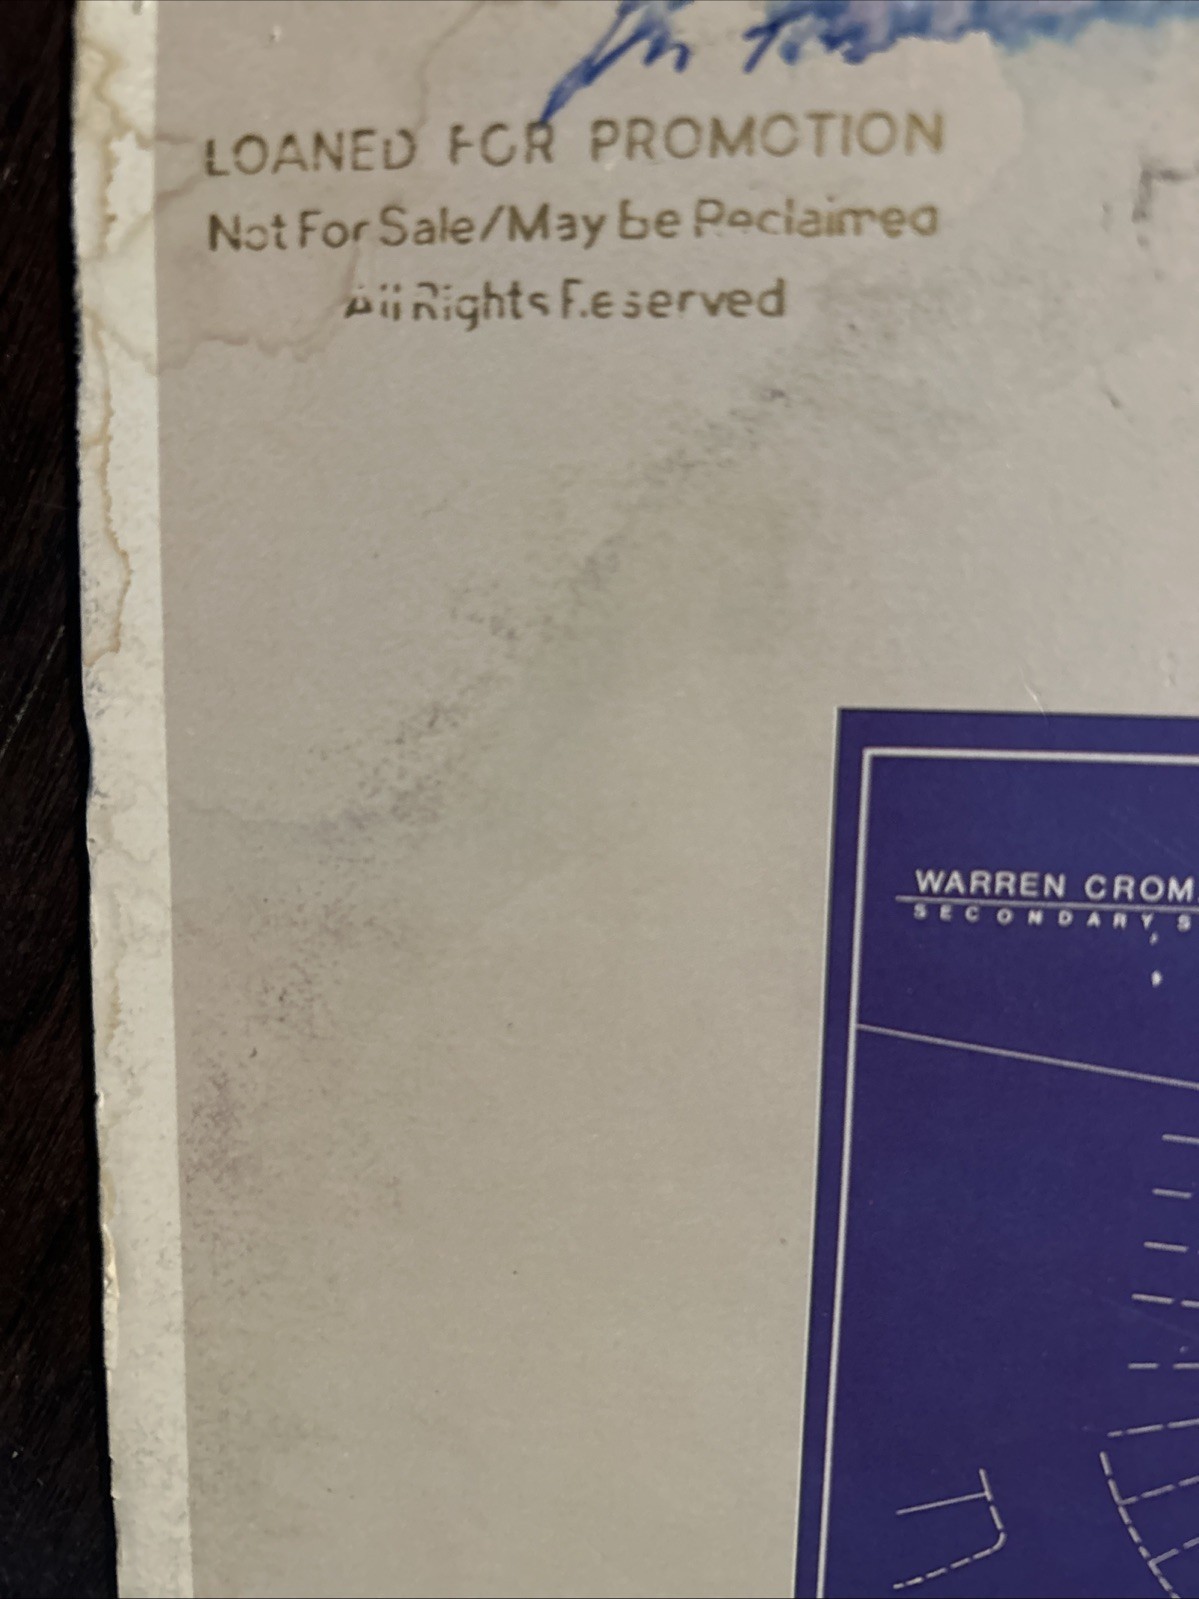 LOANED FOR PROMOTION
Not For Sale/May be Reclaimed
All Rights Reserved
WARREN CROM
SECONDARY S